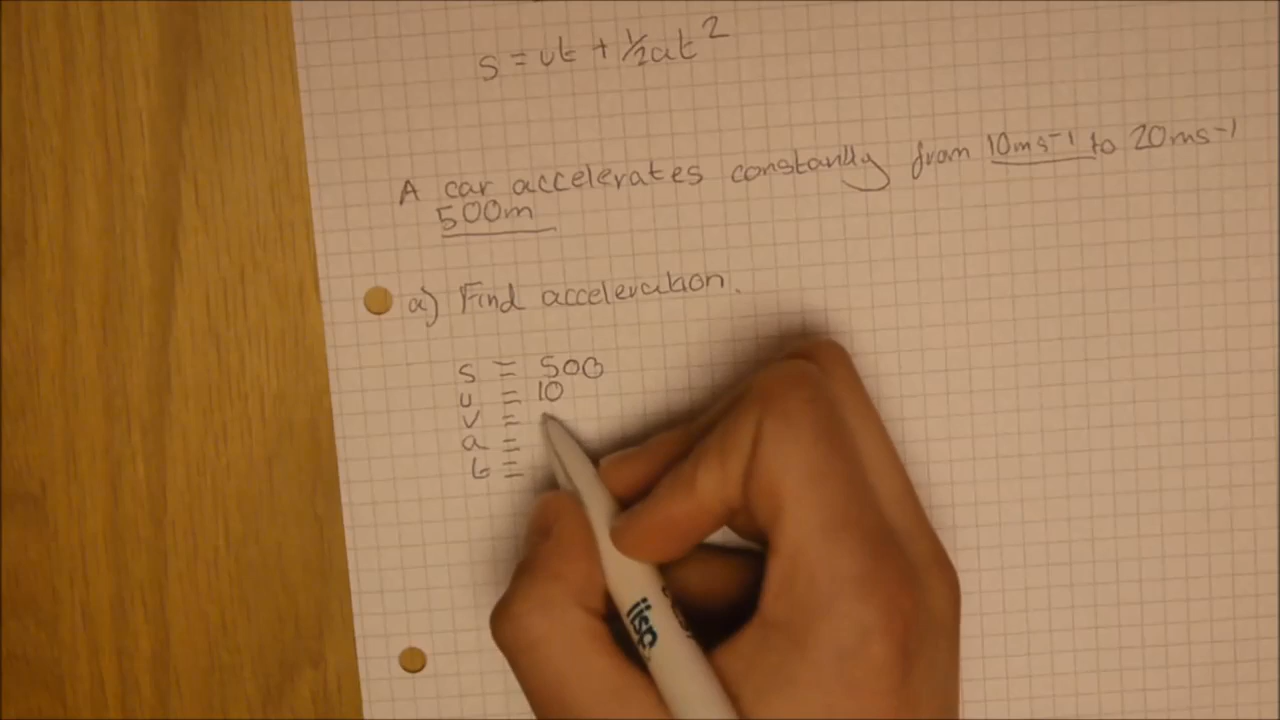 s = ut + ½at²
A car accelerates constantly from 10ms⁻¹ to 20ms⁻¹
500m
a) Find acceleration.
s = 500
u = 10
v =
a =
t =